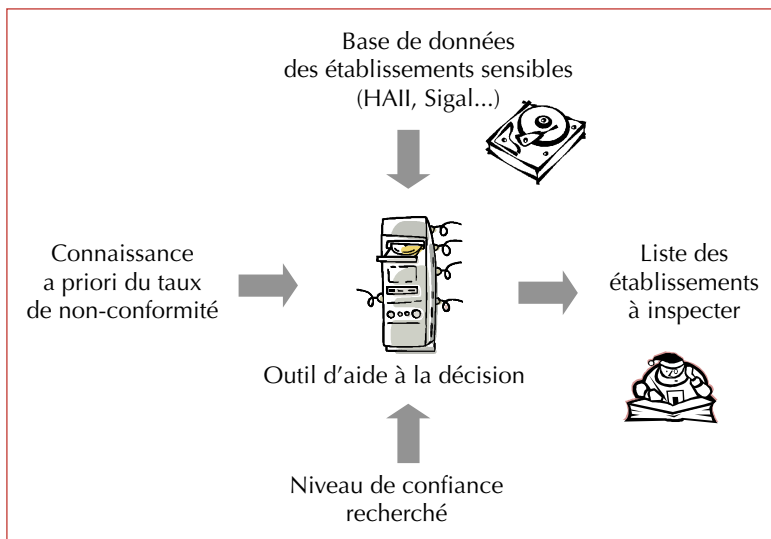 Base de données
des établissements sensibles
(HAII, Sigal...)
Connaissance
a priori du taux
de non-conformité
Liste des
établissements
à inspecter
Outil d’aide à la décision
Niveau de confiance
recherché